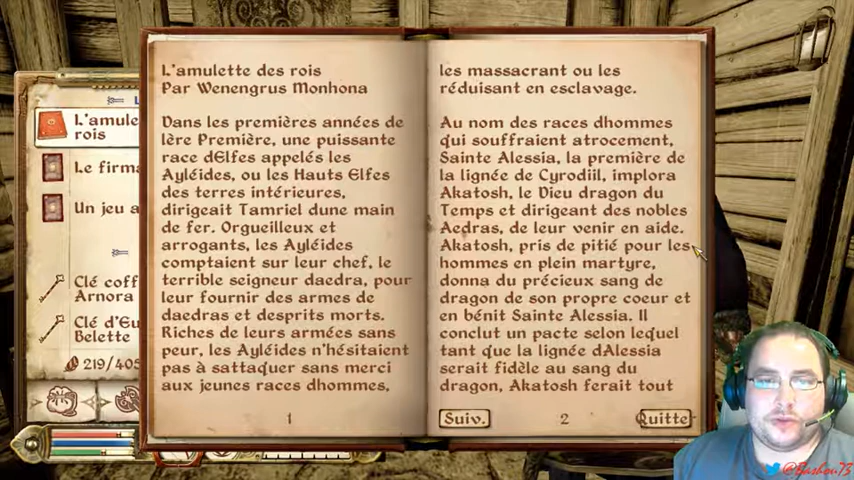 L'amulette des rois
Par Wenengrus Monhona
Dans les premières années de
lère Première, une puissante
race dElfes appelés les
Ayléides, ou les Hauts Elfes
des terres intérieures,
dirigeait Tamriel dune main
de fer. Orgueilleux et
arrogants, les Ayléides
comptaient sur leur chef, le
terrible seigneur daedra, pour
leur fournir des armes de
daedras et desprits morts.
Riches de leurs armées sans
peur, les Ayléides n'hésitaient
pas à sattaquer sans merci
aux jeunes races dhommes,
1
les massacrant ou les
réduisant en esclavage.
Au nom des races dhommes
qui souffraient atrocement,
Sainte Alessia, la première de
la lignée de Cyrodiil, implora
Akatosh, le Dieu dragon du
Temps et dirigeant des nobles
Aedras, de leur venir en aide.
Akatosh, pris de pitié pour les
hommes en plein martyre,
donna du précieux sang de
dragon de son propre coeur et
en bénit Sainte Alessia. Il
conclut un pacte selon lequel
tant que la lignée dAlessia
serait fidèle au sang du
dragon, Akatosh ferait tout
Suiv.
2
Quitte
L'amule
rois
Le firma
Un jeu a
Clé coff
Arnora
Clé d'Eu
Belette
219/405
@Bashou73